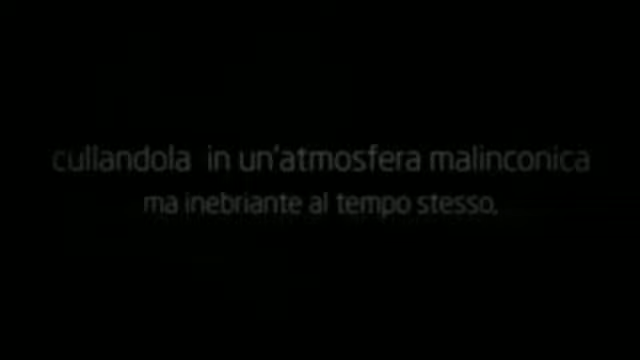 cullandola in un'atmosfera malinconica
ma inebriante al tempo stesso.